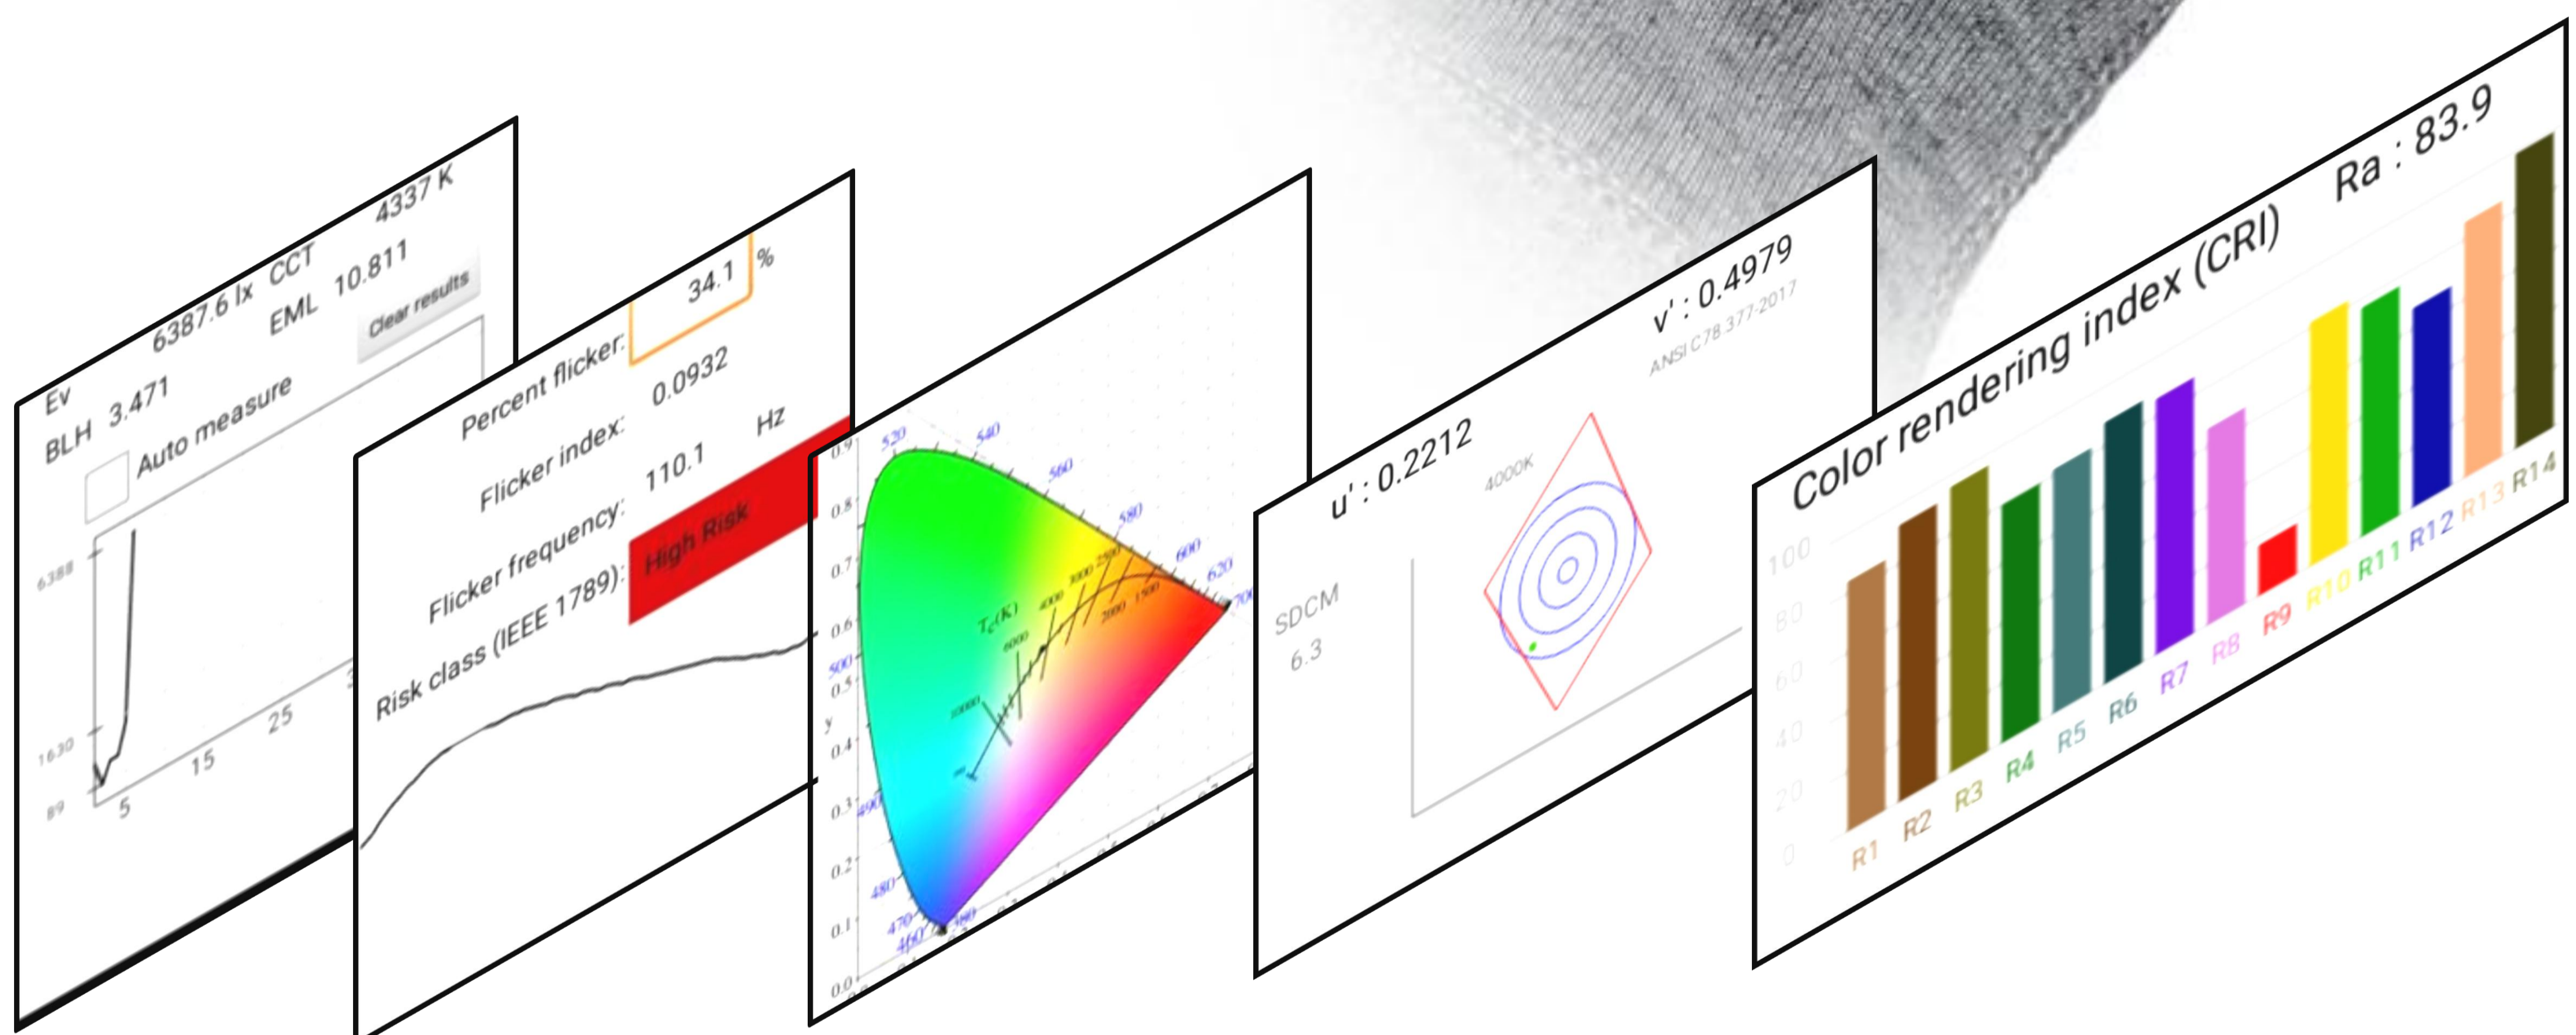 Ev 6387.6 lx CCT 4337 K
BLH 3.471 EML 10.811
Auto measure Clear results
6388
1630
89
5 15 25
Percent flicker: 34.1 %
Flicker index: 0.0932
Flicker frequency: 110.1 Hz
Risk class (IEEE 1789): High Risk
520 540 560 580 600 620
500 490 480 470 460
0.9
0.8
0.7
0.6
0.5
0.4
0.3
0.2
0.1
0.0
y
Tc(K)
10000 6000 4000 3000 2500 2000 1500
u' : 0.2212 v' : 0.4979
ANSI C78.377-2017
4000K
SDCM
6.3
Color rendering index (CRI) Ra : 83.9
100
80
60
40
20
0
R1 R2 R3 R4 R5 R6 R7 R8 R9 R10 R11 R12 R13 R14